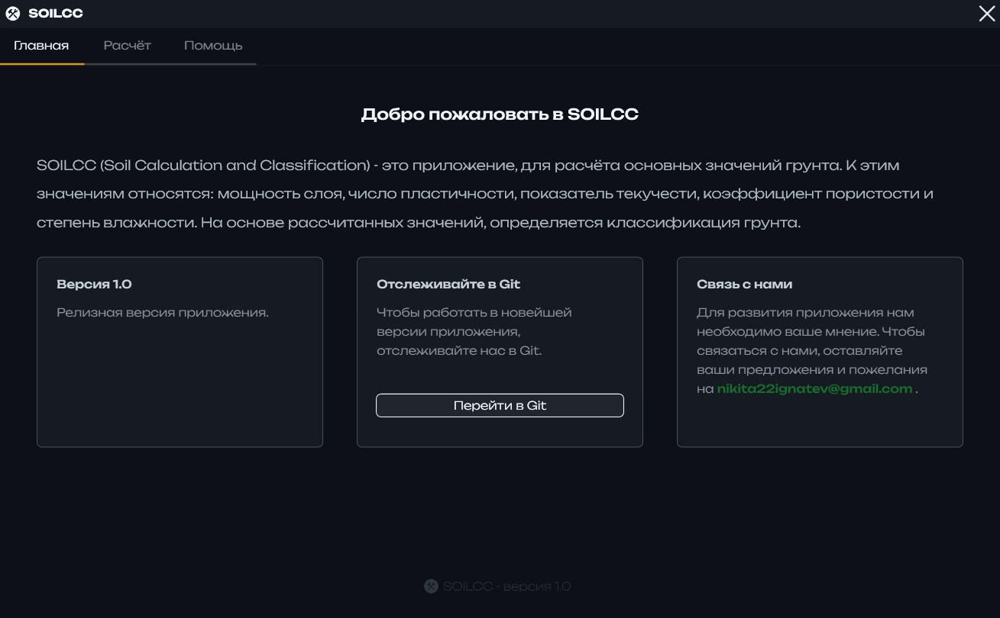 SOILCC
Главная Расчёт Помощь
Добро пожаловать в SOILCC
SOILCC (Soil Calculation and Classification) - это приложение, для расчёта основных значений грунта. К этим
значениям относятся: мощность слоя, число пластичности, показатель текучести, коэффициент пористости и
степень влажности. На основе рассчитанных значений, определяется классификация грунта.
Версия 1.0
Релизная версия приложения.
Отслеживайте в Git
Чтобы работать в новейшей
версии приложения,
отслеживайте нас в Git.
Перейти в Git
Связь с нами
Для развития приложения нам
необходимо ваше мнение. Чтобы
связаться с нами, оставляйте
ваши предложения и пожелания
на nikita22ignatev@gmail.com .
SOILCC - версия 1.0